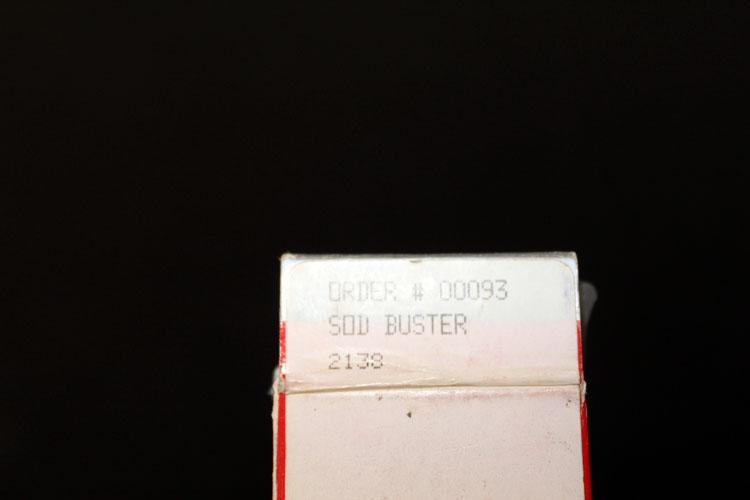 ORDER # 00093
SOD BUSTER
2138